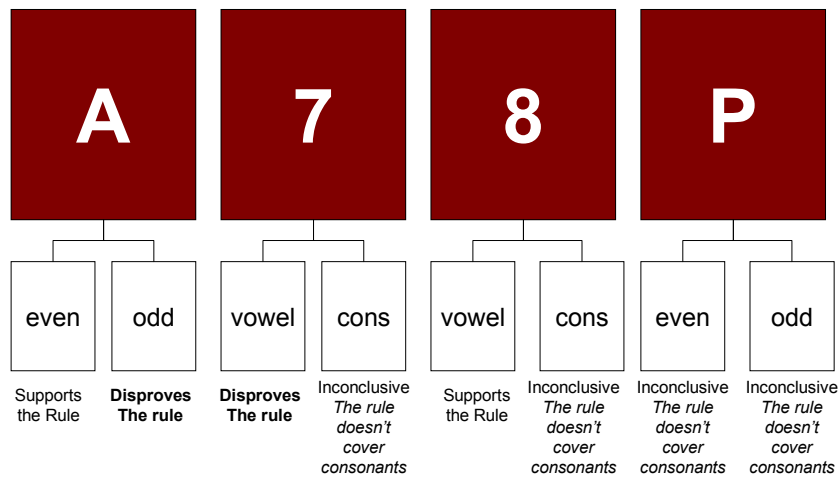 A 7 8 P
even odd vowel cons vowel cons even odd
Supports
the Rule
Disproves
The rule
Disproves
The rule
Inconclusive
The rule
doesn't
cover
consonants
Supports
the Rule
Inconclusive
The rule
doesn't
cover
consonants
Inconclusive
The rule
doesn't
cover
consonants
Inconclusive
The rule
doesn't
cover
consonants